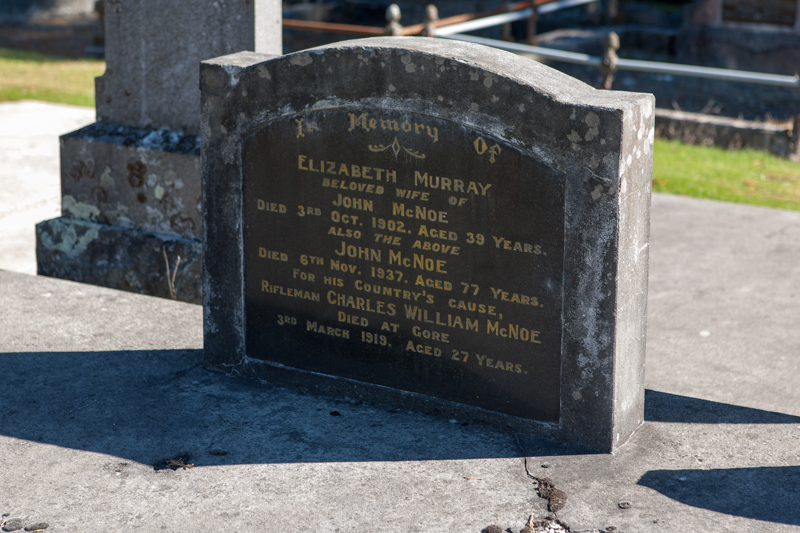 In Memory Of
ELIZABETH MURRAY
BELOVED WIFE OF
JOHN McNOE
DIED 3RD OCT. 1902. AGED 39 YEARS.
ALSO THE ABOVE
JOHN McNOE
DIED 6TH NOV. 1937. AGED 77 YEARS.
FOR HIS COUNTRY'S CAUSE,
RIFLEMAN CHARLES WILLIAM McNOE
DIED AT GORE
3RD MARCH 1919. AGED 27 YEARS.